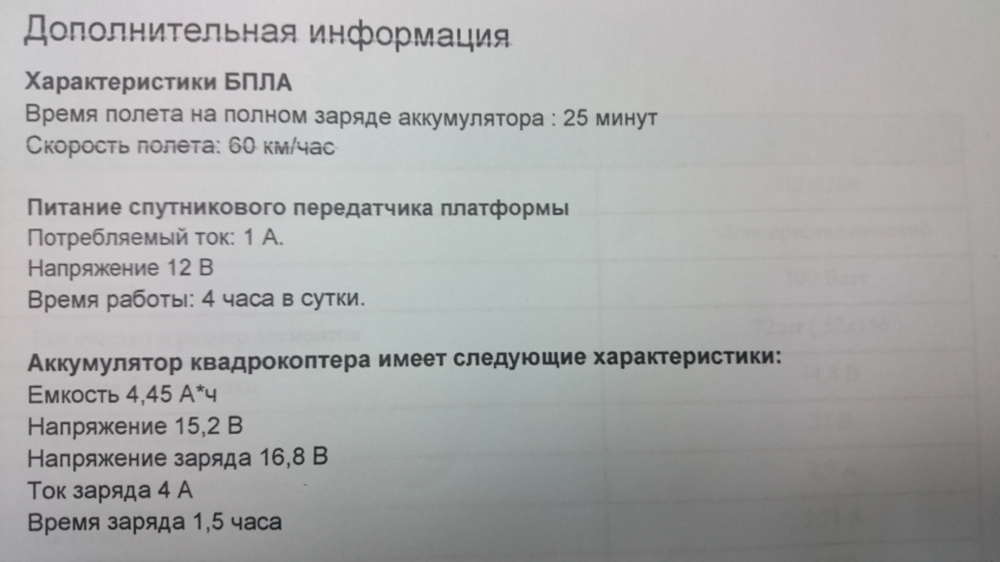 Дополнительная информация
Характеристики БПЛА
Время полета на полном заряде аккумулятора : 25 минут
Скорость полета: 60 км/час
Питание спутникового передатчика платформы
Потребляемый ток: 1 А.
Напряжение 12 В
Время работы: 4 часа в сутки.
Аккумулятор квадрокоптера имеет следующие характеристики:
Емкость 4,45 А*ч
Напряжение 15,2 В
Напряжение заряда 16,8 В
Ток заряда 4 А
Время заряда 1,5 часа